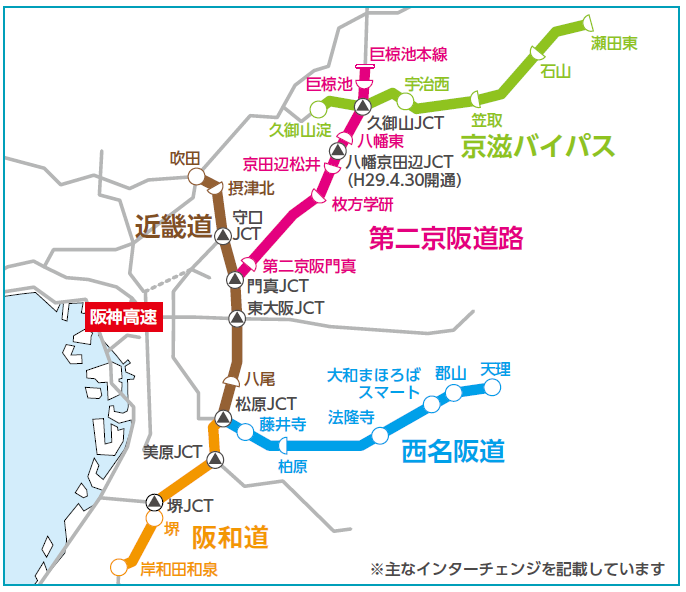 瀬田東
巨椋池本線
石山
巨椋池
宇治西
笠取
久御山淀
久御山JCT
京滋バイパス
八幡東
吹田
京田辺松井
八幡京田辺JCT
(H29.4.30開通)
摂津北
枚方学研
近畿道
守口
JCT
第二京阪道路
第二京阪門真
門真JCT
東大阪JCT
阪神高速
八尾
大和まほろば
スマート
郡山
天理
松原JCT
藤井寺
法隆寺
美原JCT
柏原
西名阪道
堺JCT
堺
阪和道
岸和田和泉
※主なインターチェンジを記載しています